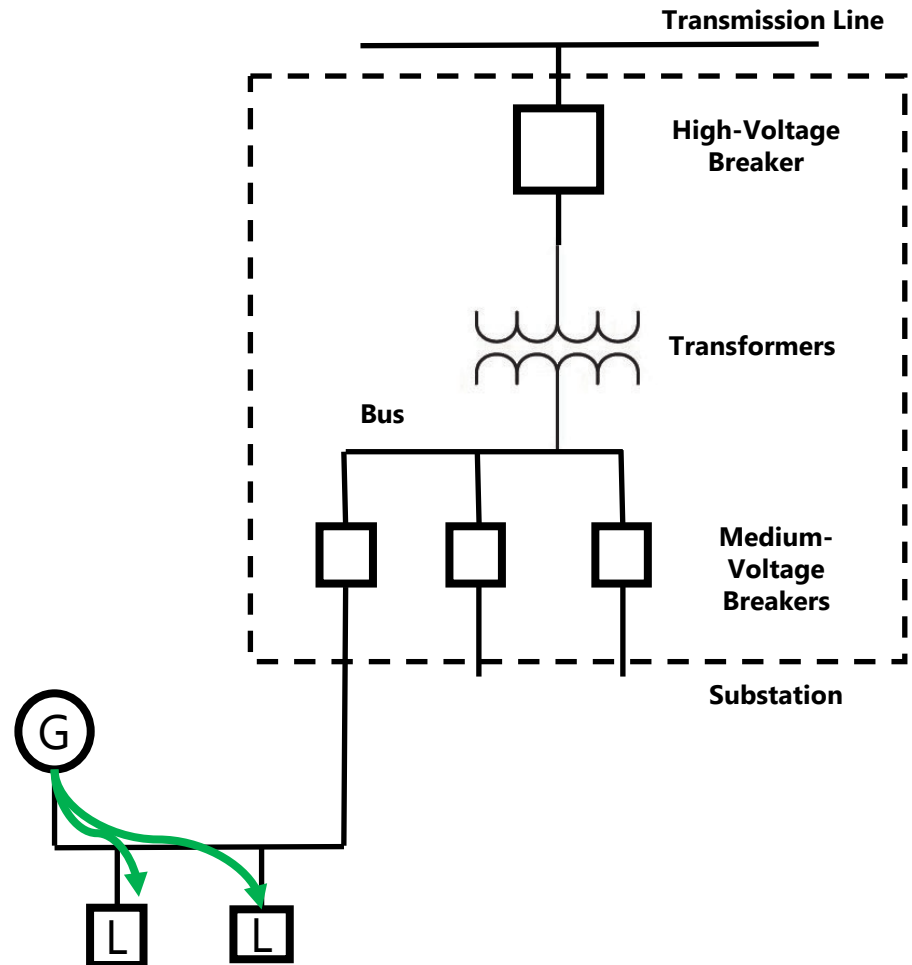 Transmission Line
High-Voltage
Breaker
Transformers
Bus
Medium-
Voltage
Breakers
Substation
G
L
L